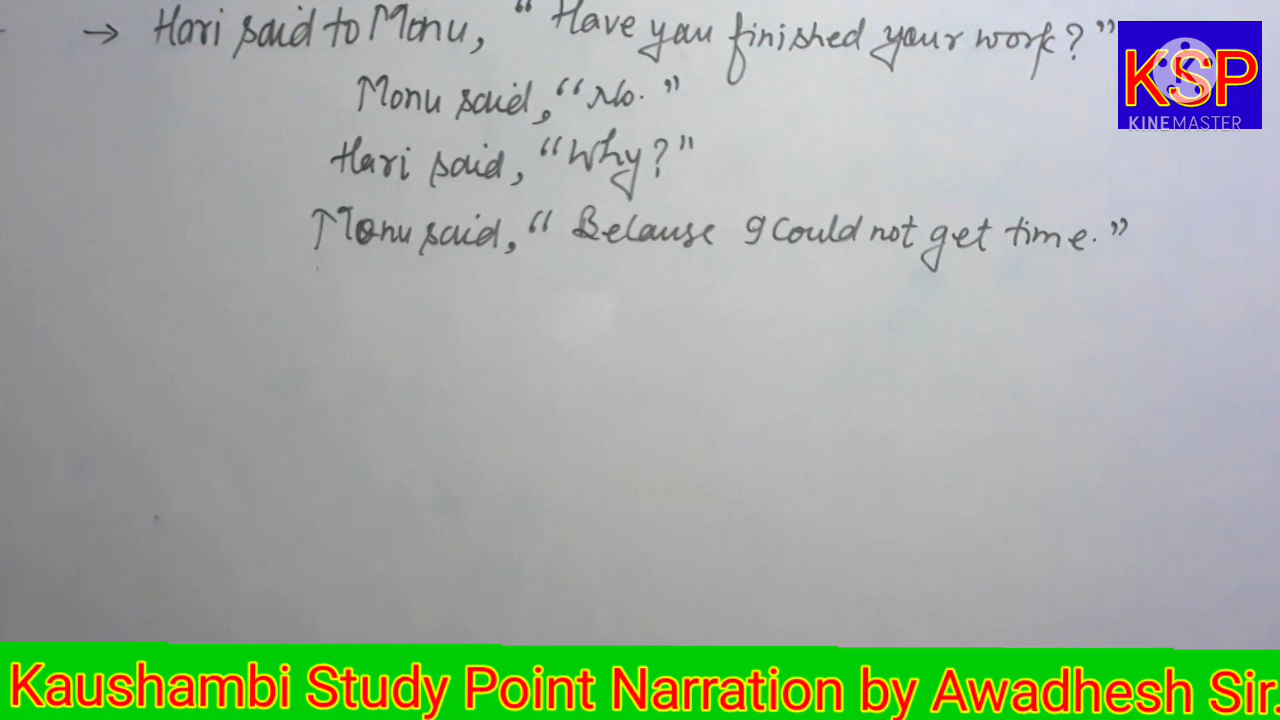 → Hari said to Monu, “Have you finished your work?”
KSP
KINEMASTER
Monu said, “No.”
Hari said, “Why?”
Monu said, “Because I could not get time.”
Kaushambi Study Point Narration by Awadhesh Sir.